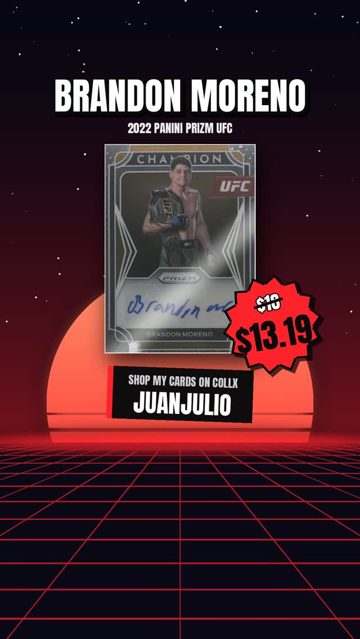 BRANDON MORENO
2022 PANINI PRIZM UFC
CHAMPION
UFC
PRIZM
Brandon
BRANDON MORENO
$18
$13.19
SHOP MY CARDS ON COLLX
JUANJULIO